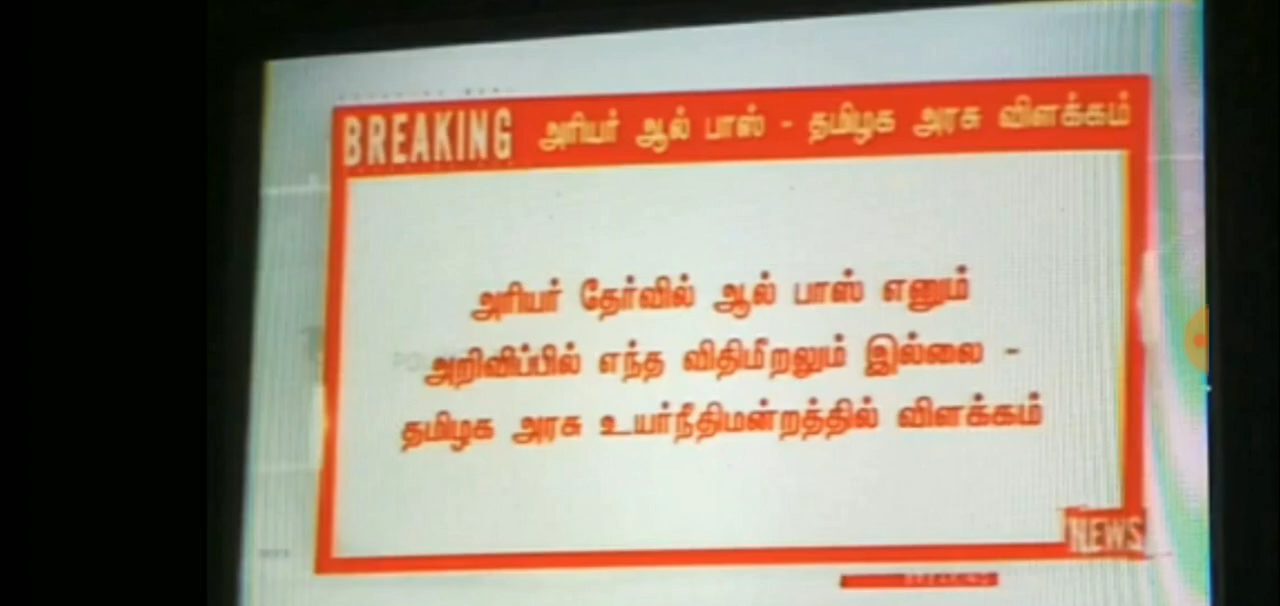 BREAKING அரியர் ஆல் பாஸ் - தமிழக அரசு விளக்கம்
அரியர் தேர்வில் ஆல் பாஸ் எனும்
அறிவிப்பில் எந்த விதிமீறலும் இல்லை -
தமிழக அரசு உயர்நீதிமன்றத்தில் விளக்கம்
NEWS
BREAKING